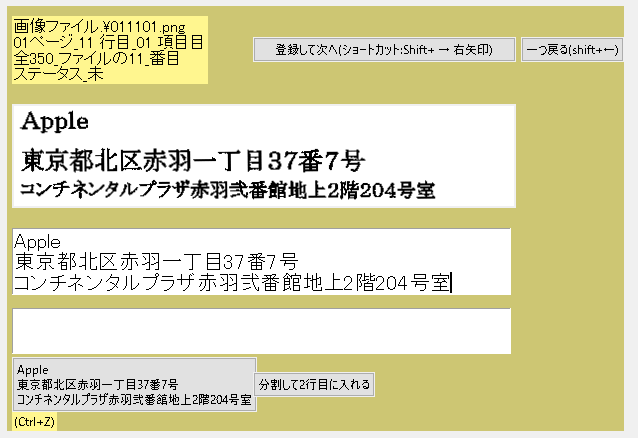 画像ファイル.¥011101.png
01ページ_11 行目_01 項目目
全350_ファイルの11_番目
ステータス_未
登録して次へ(ショートカット:Shift+ → 右矢印)
一つ戻る(shift+←)
Apple
東京都北区赤羽一丁目37番7号
コンチネンタルプラザ赤羽弐番館地上2階204号室
Apple
東京都北区赤羽一丁目37番7号
コンチネンタルプラザ赤羽弐番館地上2階204号室
Apple
東京都北区赤羽一丁目37番7号
コンチネンタルプラザ赤羽弐番館地上2階204号室
分割して2行目に入れる
(Ctrl+Z)